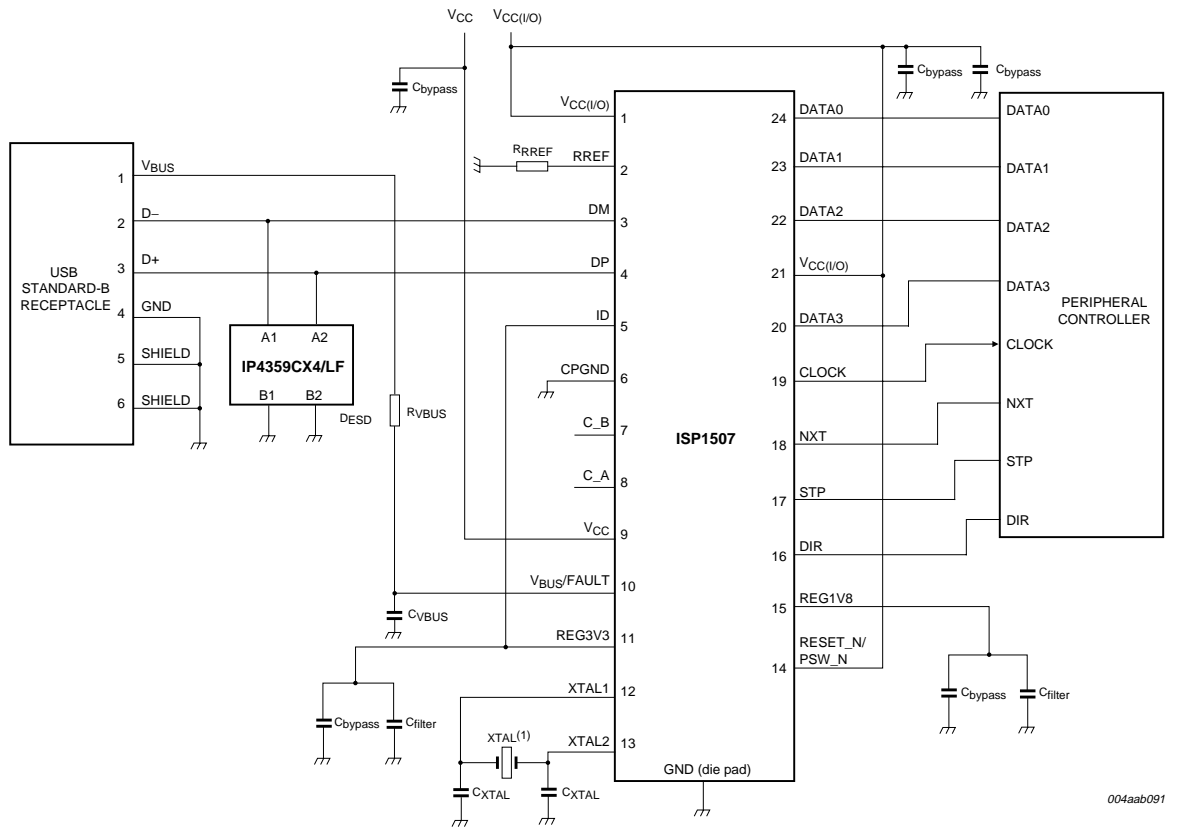 VCC
VCC(I/O)
Cbypass
Cbypass
Cbypass
USB
STANDARD-B
RECEPTACLE
1
VBUS
2
D−
3
D+
4
GND
5
SHIELD
6
SHIELD
A1
A2
IP4359CX4/LF
B1
B2
DESD
RVBUS
CVBUS
RRREF
ISP1507
VCC(I/O)
1
RREF
2
DM
3
DP
4
ID
5
CPGND
6
C_B
7
C_A
8
VCC
9
VBUS/FAULT
10
REG3V3
11
XTAL1
12
XTAL2
13
GND (die pad)
24
DATA0
23
DATA1
22
DATA2
21
VCC(I/O)
20
DATA3
19
CLOCK
18
NXT
17
STP
16
DIR
15
REG1V8
14
RESET_N/
PSW_N
PERIPHERAL
CONTROLLER
DATA0
DATA1
DATA2
DATA3
CLOCK
NXT
STP
DIR
Cbypass
Cfilter
XTAL(1)
CXTAL
CXTAL
Cbypass
Cfilter
004aab091